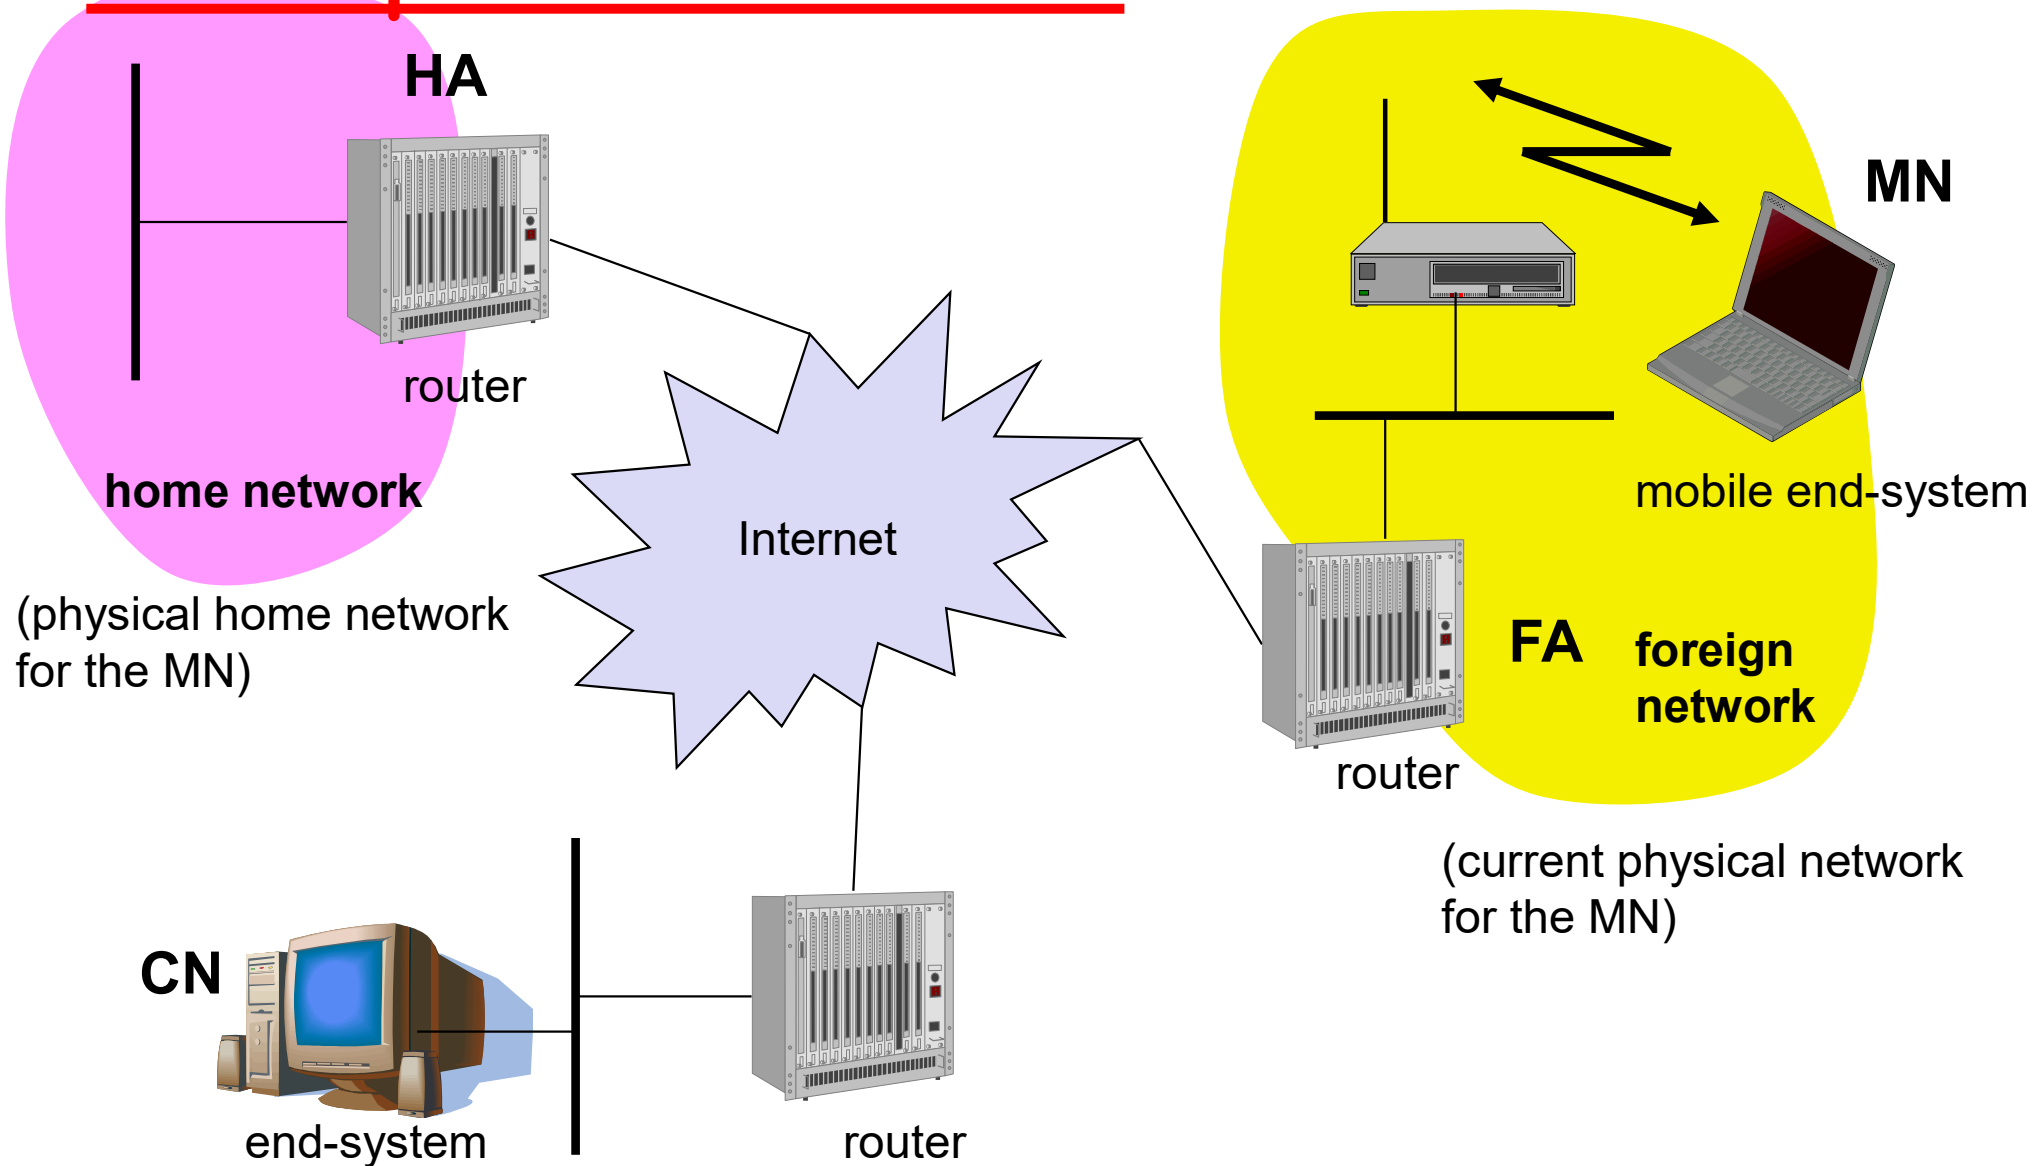 HA
router
home network
(physical home network
for the MN)
Internet
MN
mobile end-system
FA
foreign
network
router
(current physical network
for the MN)
CN
end-system
router